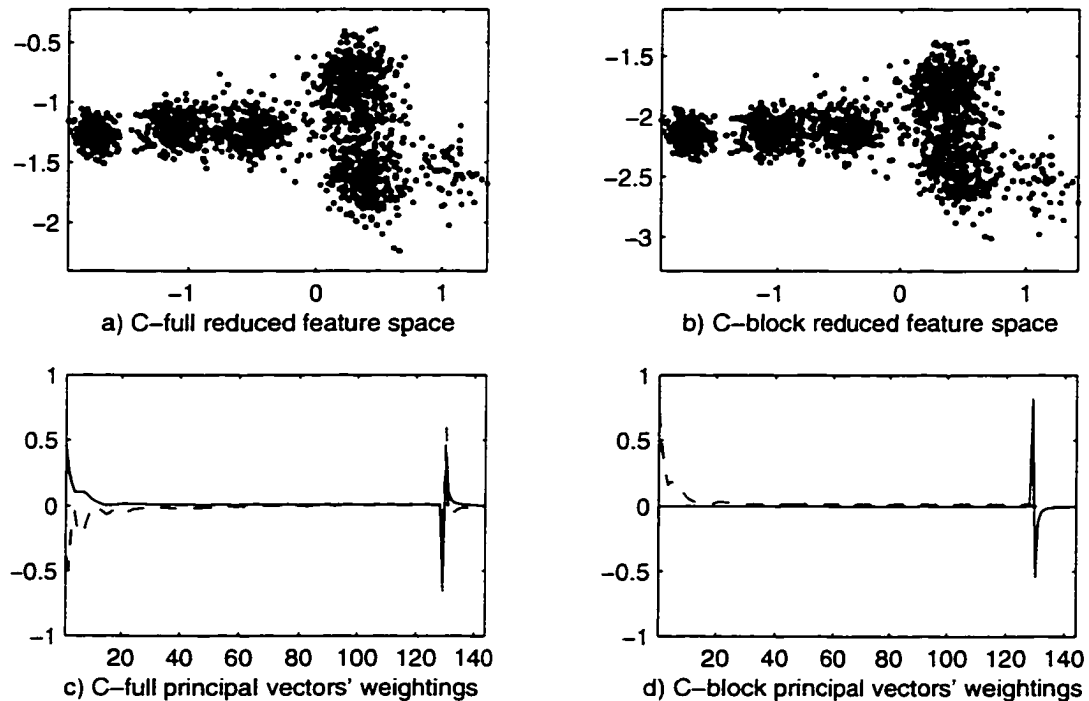 −0.5
−1
−1.5
−2
−1 0 1
a) C−full reduced feature space
−1.5
−2
−2.5
−3
−1 0 1
b) C−block reduced feature space
1
0.5
0
−0.5
−1
20 40 60 80 100 120 140
c) C−full principal vectors' weightings
1
0.5
0
−0.5
−1
20 40 60 80 100 120 140
d) C−block principal vectors' weightings